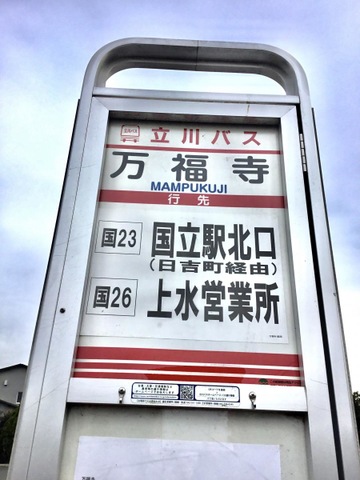 立川バス
万福寺
MAMPUKUJI
行先
国23 国立駅北口
(日吉町経由)
国26 上水営業所